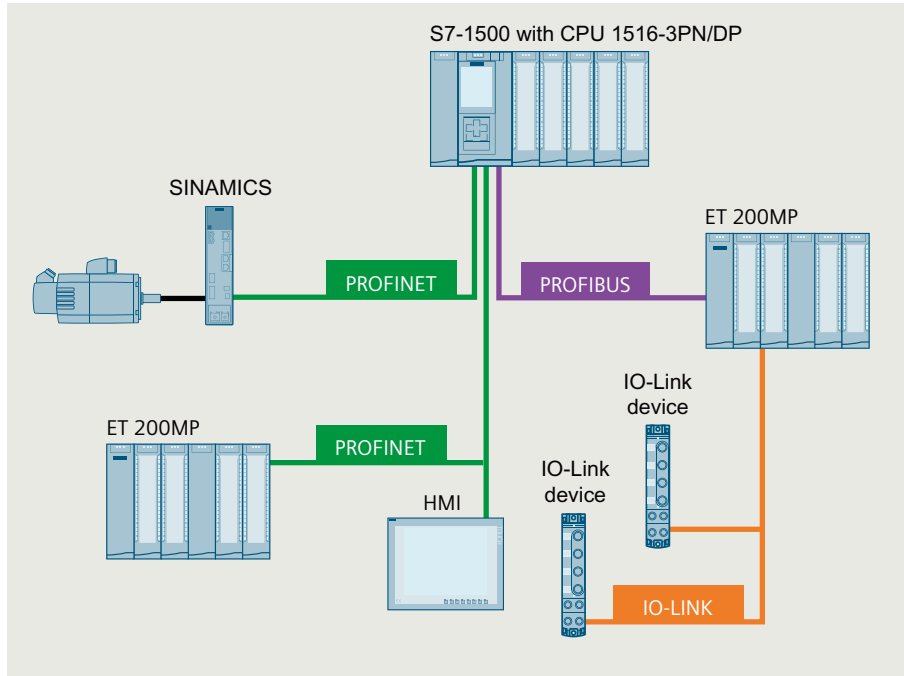 S7-1500 with CPU 1516-3PN/DP
SINAMICS
ET 200MP
PROFINET
PROFIBUS
IO-Link
device
ET 200MP
PROFINET
IO-Link
device
HMI
IO-LINK